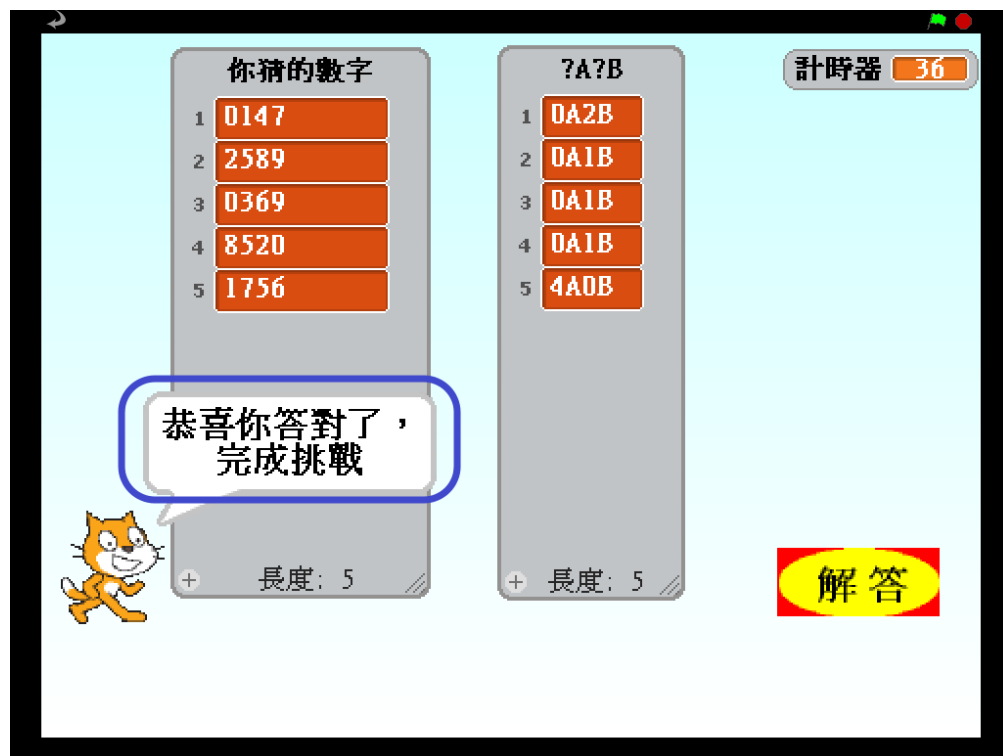 你猜的數字
1 0147
2 2589
3 0369
4 8520
5 1756
長度: 5
?A?B
1 0A2B
2 0A1B
3 0A1B
4 0A1B
5 4A0B
長度: 5
計時器 36
恭喜你答對了，
完成挑戰
解答